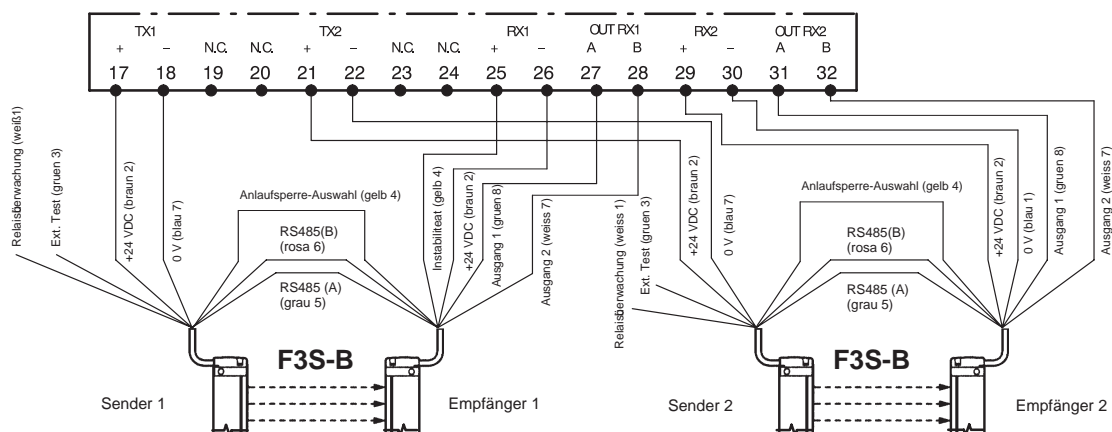 TX1 TX2 RX1 OUT RX1 RX2 OUT RX2
+ – N.C. N.C. + – N.C. N.C. + – A B + – A B
17 18 19 20 21 22 23 24 25 26 27 28 29 30 31 32
Relaisberwachung (weiß1)
Ext. Test (gruen 3)
+24 VDC (braun 2)
0 V (blau 7)
Anlaufsperre-Auswahl (gelb 4)
RS485(B)
(rosa 6)
RS485 (A)
(grau 5)
Instabiliteat (gelb 4)
+24 VDC (braun 2)
Ausgang 1 (gruen 8)
Ausgang 2 (weiss 7)
Relaisberwachung (weiss 1)
Ext. Test (gruen 3)
+24 VDC (braun 2)
0 V (blau 7)
Anlaufsperre-Auswahl (gelb 4)
RS485(B)
(rosa 6)
RS485 (A)
(grau 5)
+24 VDC (braun 2)
0 V (blau 1)
Ausgang 1 (gruen 8)
Ausgang 2 (weiss 7)
F3S-B
F3S-B
Sender 1
Empfänger 1
Sender 2
Empfänger 2